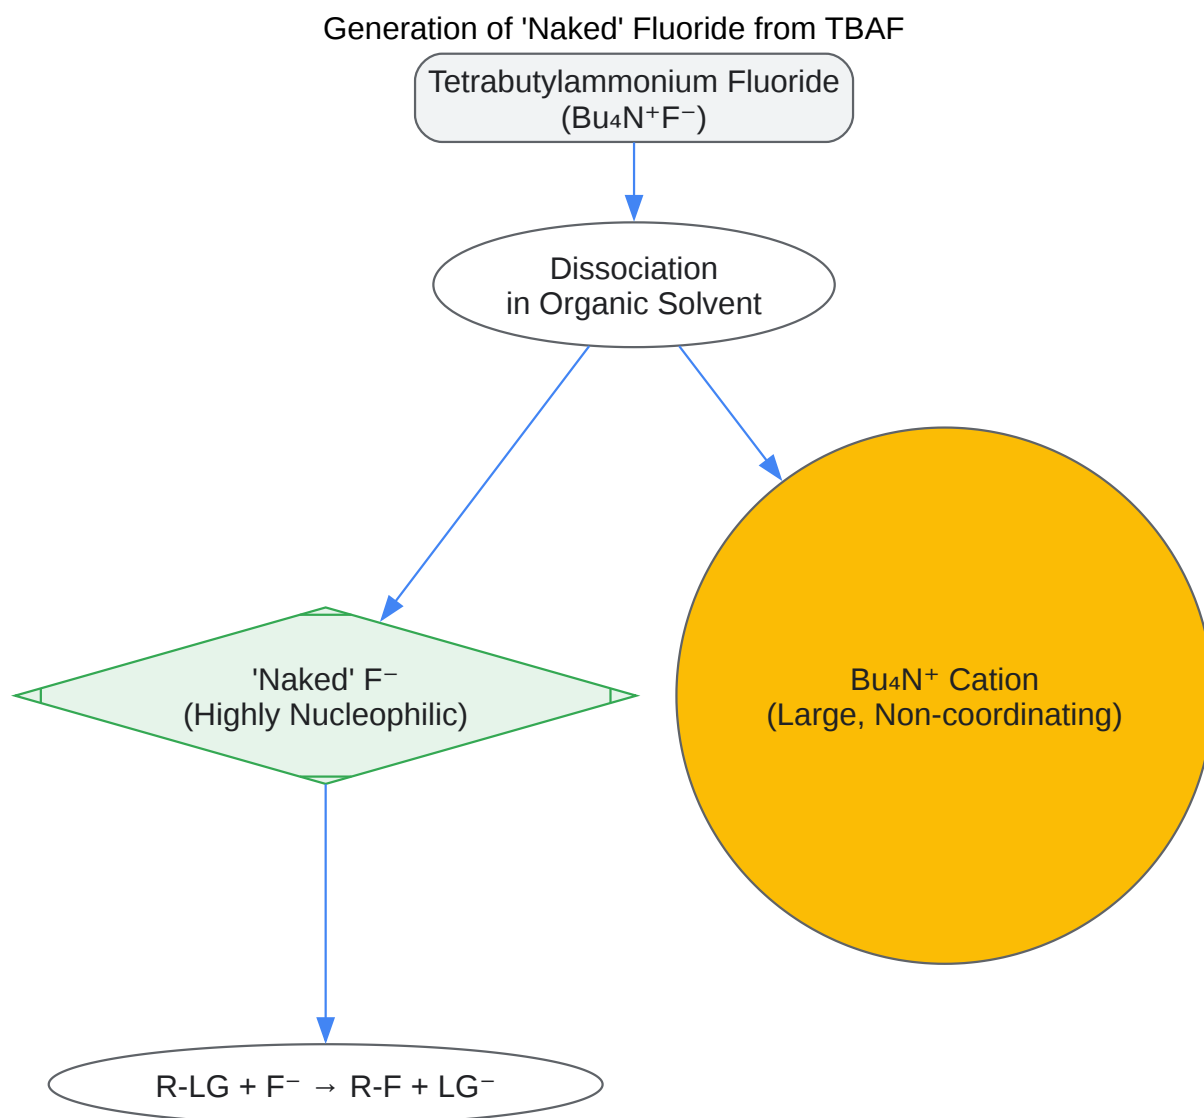 Generation of 'Naked' Fluoride from TBAF
Tetrabutylammonium Fluoride
(Bu₄N⁺F⁻)
Dissociation
in Organic Solvent
'Naked' F⁻
(Highly Nucleophilic)
Bu₄N⁺ Cation
(Large, Non-coordinating)
R-LG + F⁻ → R-F + LG⁻